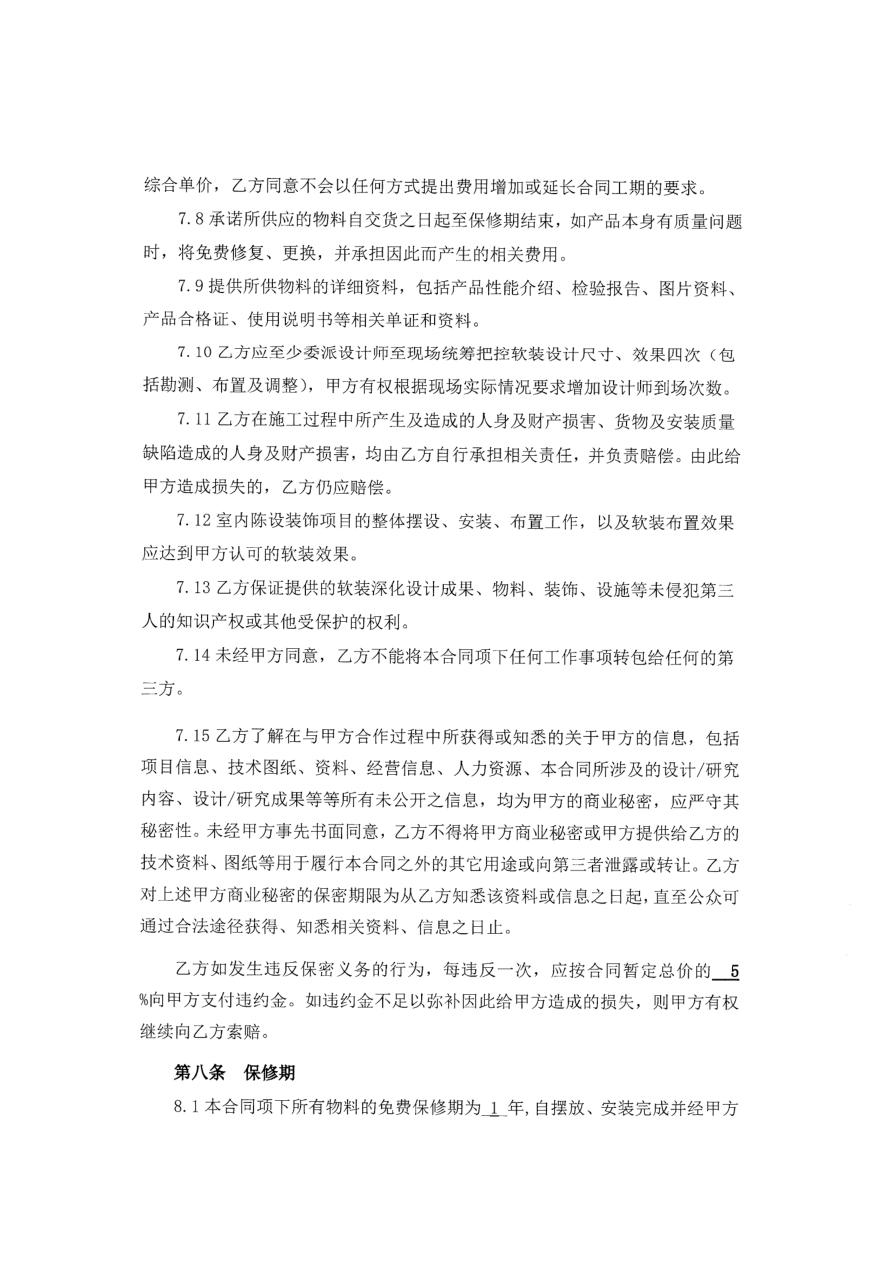 综合单价，乙方同意不会以任何方式提出费用增加或延长合同工期的要求。
7.8 承诺所供应的物料自交货之日起至保修期结束，如产品本身有质量问题
时，将免费修复、更换，并承担因此而产生的相关费用。
7.9 提供所供物料的详细资料，包括产品性能介绍、检验报告、图片资料、
产品合格证、使用说明书等相关单证和资料。
7.10 乙方应至少委派设计师至现场统筹把控软装设计尺寸、效果四次（包
括勘测、布置及调整），甲方有权根据现场实际情况要求增加设计师到场次数。
7.11 乙方在施工过程中所产生及造成的人身及财产损害、货物及安装质量
缺陷造成的人身及财产损害，均由乙方自行承担相关责任，并负责赔偿。由此给
甲方造成损失的，乙方仍应赔偿。
7.12 室内陈设装饰项目的整体摆设、安装、布置工作，以及软装布置效果
应达到甲方认可的软装效果。
7.13 乙方保证提供的软装深化设计成果、物料、装饰、设施等未侵犯第三
人的知识产权或其他受保护的权利。
7.14 未经甲方同意，乙方不能将本合同项下任何工作事项转包给任何的第
三方。
7.15 乙方了解在与甲方合作过程中所获得或知悉的关于甲方的信息，包括
项目信息、技术图纸、资料、经营信息、人力资源、本合同所涉及的设计/研究
内容、设计/研究成果等等所有未公开之信息，均为甲方的商业秘密，应严守其
秘密性。未经甲方事先书面同意，乙方不得将甲方商业秘密或甲方提供给乙方的
技术资料、图纸等用于履行本合同之外的其它用途或向第三者泄露或转让。乙方
对上述甲方商业秘密的保密期限为从乙方知悉该资料或信息之日起，直至公众可
通过合法途径获得、知悉相关资料、信息之日止。
乙方如发生违反保密义务的行为，每违反一次，应按合同暂定总价的 5
%向甲方支付违约金。如违约金不足以弥补因此给甲方造成的损失，则甲方有权
继续向乙方索赔。
第八条 保修期
8.1 本合同项下所有物料的免费保修期为 1 年，自摆放、安装完成并经甲方